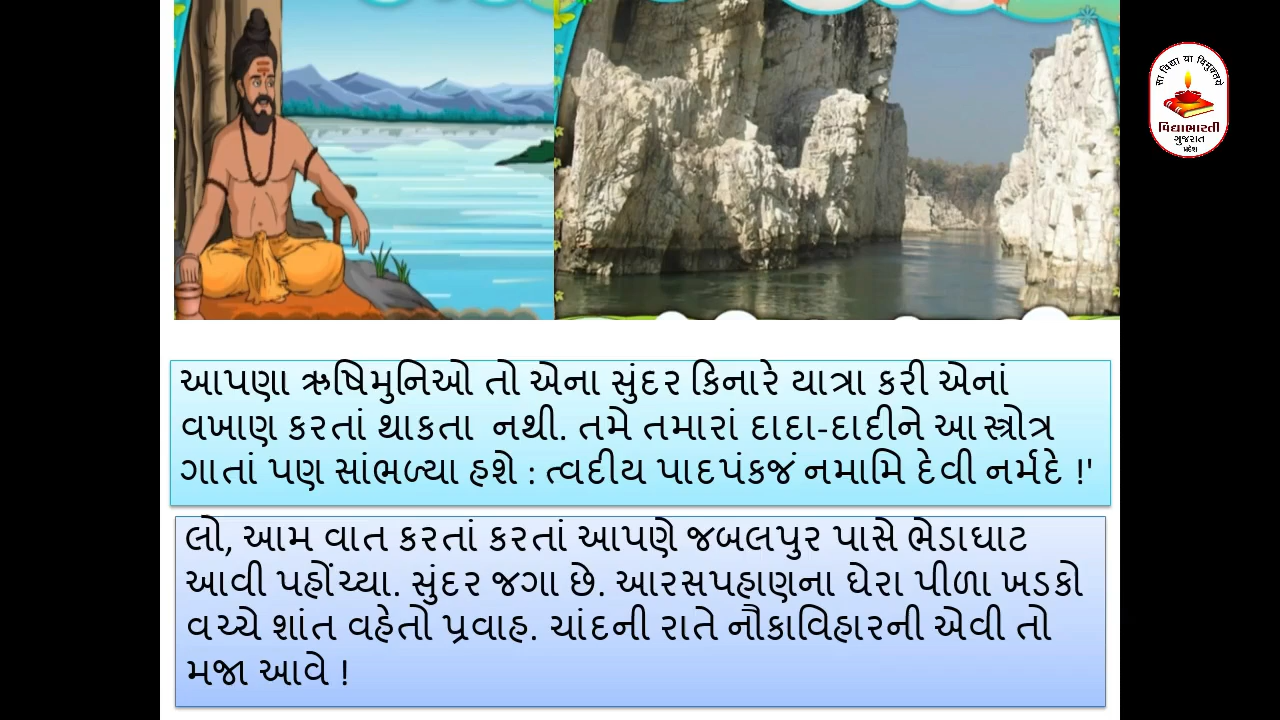 सा विद्या या विमुक्तये
વિદ્યાભારતી
ગુજરાત
પ્રદેશ
આપણા ઋષિમુનિઓ તો એના સુંદર કિનારે યાત્રા કરી એનાં
વખાણ કરતાં થાકતા નથી. તમે તમારાં દાદા-દાદીને આ સ્ત્રોત્ર
ગાતાં પણ સાંભળ્યા હશે : ત્વદીય પાદપંકજં નમામિ દેવી નર્મદે !'
લો, આમ વાત કરતાં કરતાં આપણે જબલપુર પાસે ભેડાઘાટ
આવી પહોંચ્યા. સુંદર જગા છે. આરસપહાણના ઘેરા પીળા ખડકો
વચ્ચે શાંત વહેતો પ્રવાહ. ચાંદની રાતે નૌકાવિહારની એવી તો
મજા આવે !